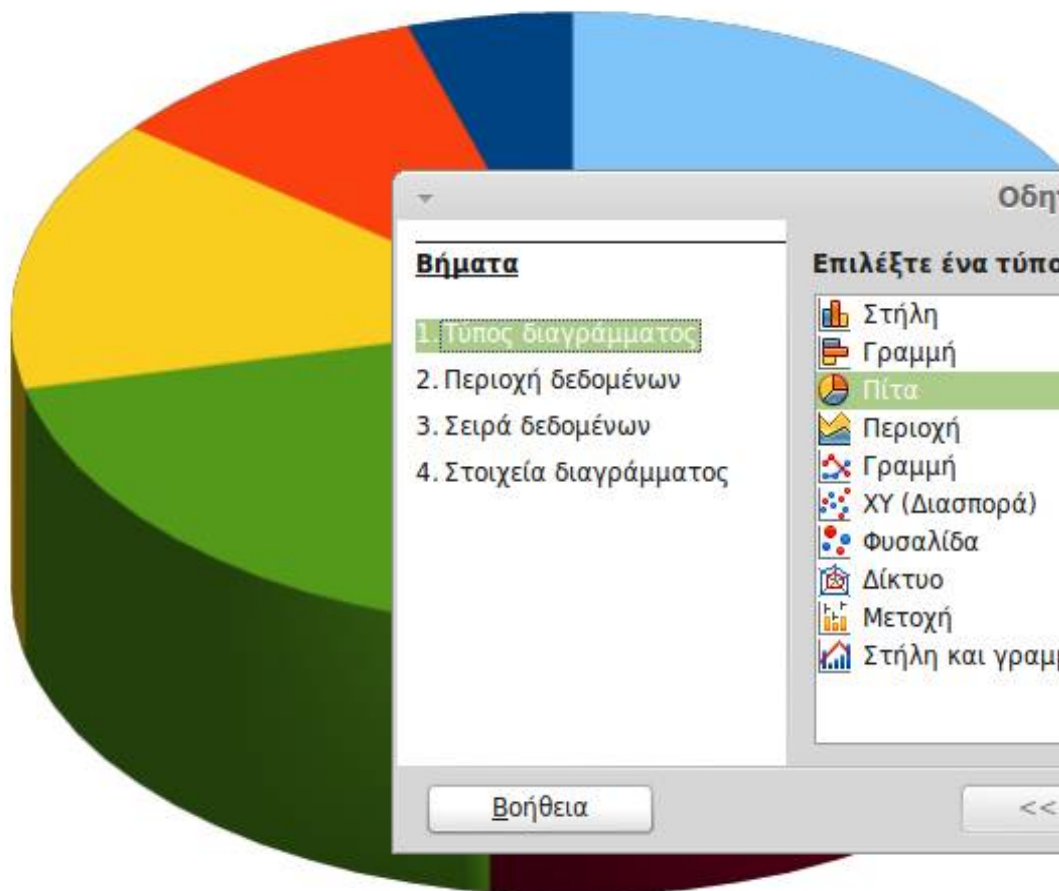 Οδητ
Βήματα
1. Τύπος διαγράμματος
2. Περιοχή δεδομένων
3. Σειρά δεδομένων
4. Στοιχεία διαγράμματος
Επιλέξτε ένα τύπο
Στήλη
Γραμμή
Πίτα
Περιοχή
Γραμμή
XY (Διασπορά)
Φυσαλίδα
Δίκτυο
Μετοχή
Στήλη και γραμμ
Βοήθεια
<<